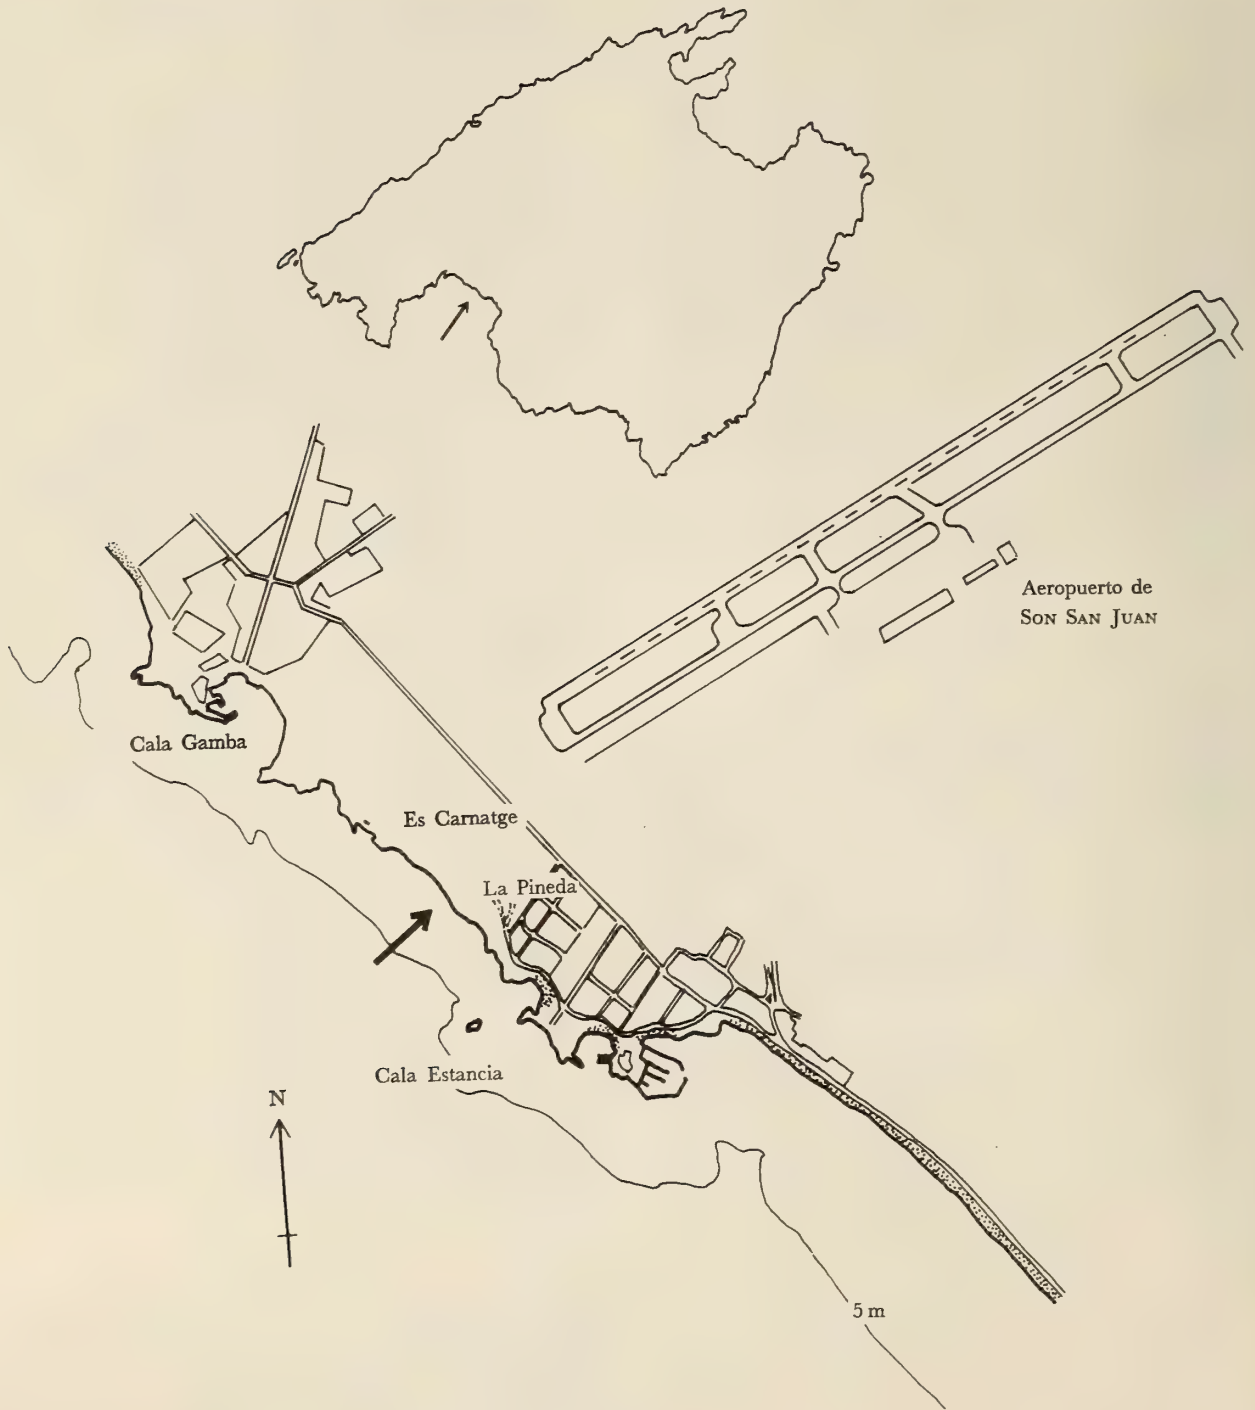 Aeropuerto de
SON SAN JUAN
Cala Gamba
Es Carnatge
La Pineda
Cala Estancia
N
5 m